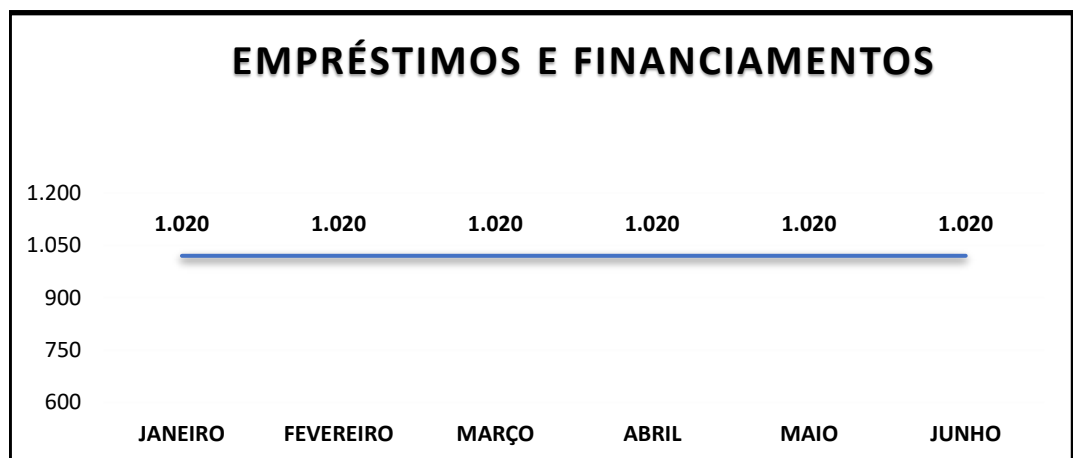 EMPRÉSTIMOS E FINANCIAMENTOS
1.200
1.020 1.020 1.020 1.020 1.020 1.020
1.050
900
750
600
JANEIRO FEVEREIRO MARÇO ABRIL MAIO JUNHO